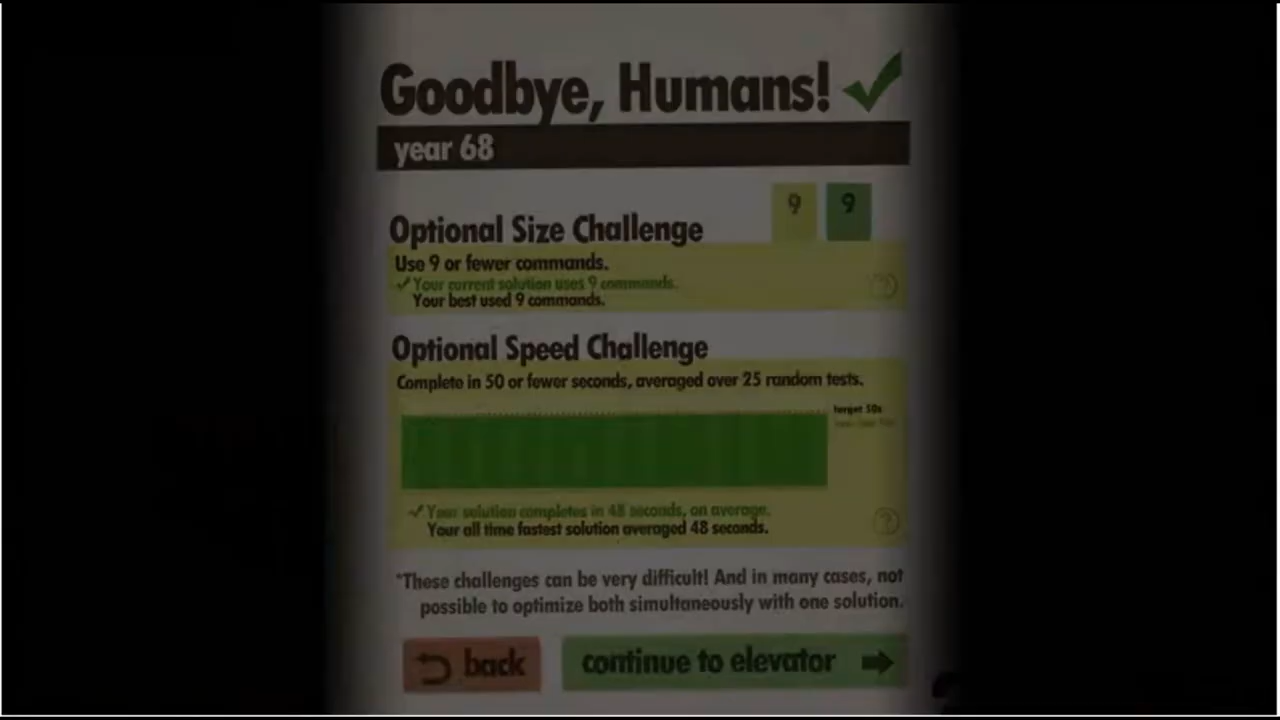 Goodbye, Humans!
year 68
9 9
Optional Size Challenge
Use 9 or fewer commands.
Your current solution uses 9 commands.
Your best used 9 commands.
?
Optional Speed Challenge
Complete in 50 or fewer seconds, averaged over 25 random tests.
target 50s
Your solution completes in 48 seconds, on average.
Your all time fastest solution averaged 48 seconds.
?
*These challenges can be very difficult! And in many cases, not
possible to optimize both simultaneously with one solution.
back
continue to elevator